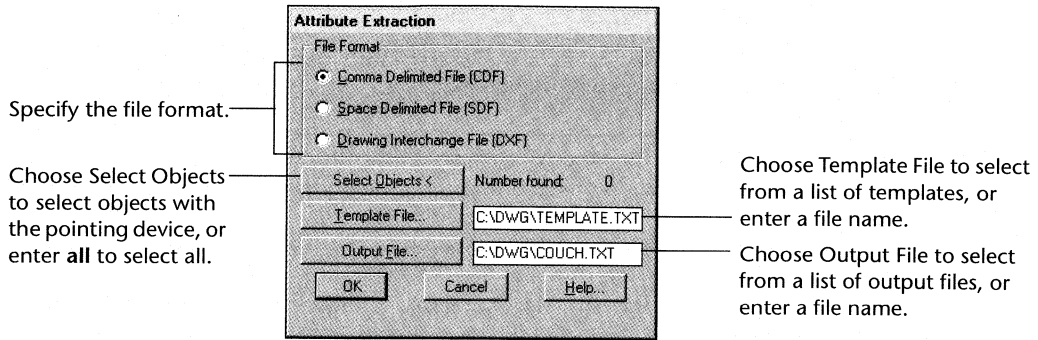 Attribute Extraction
File Format
Comma Delimited File (CDF)
Space Delimited File (SDF)
Drawing Interchange File (DXF)
Select Objects <
Number found: 0
Template File...
C:\DWG\TEMPLATE.TXT
Output File...
C:\DWG\COUCH.TXT
OK
Cancel
Help...
Specify the file format.
Choose Select Objects
to select objects with
the pointing device, or
enter all to select all.
Choose Template File to select
from a list of templates, or
enter a file name.
Choose Output File to select
from a list of output files, or
enter a file name.